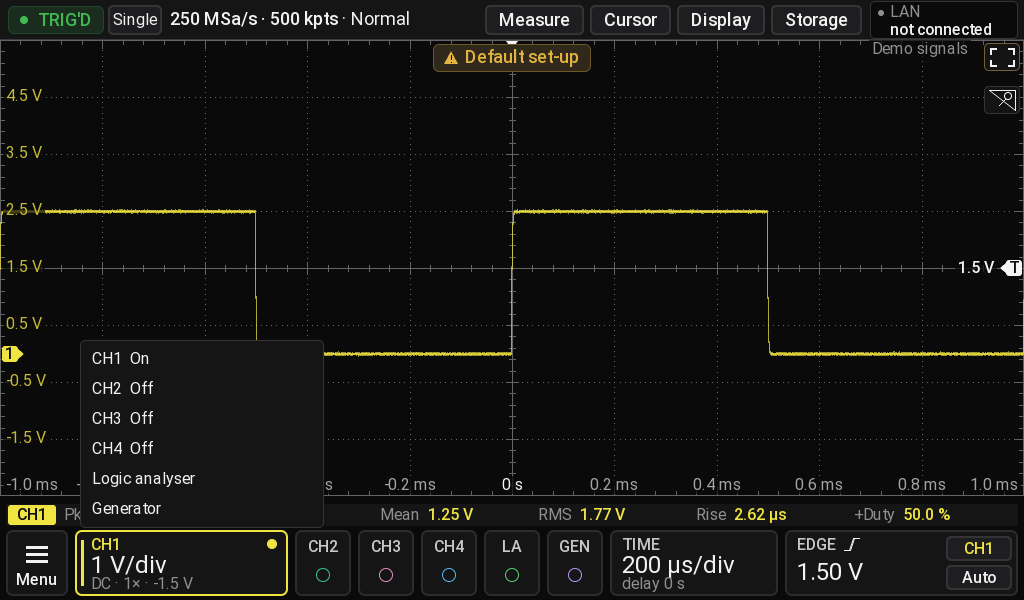 TRIG'D Single 250 MSa/s · 500 kpts · Normal Measure Cursor Display Storage LAN
not connected
Demo signals
Default set-up
4.5 V
3.5 V
2.5 V
1.5 V 1.5 V T
0.5 V
1
-0.5 V
-1.5 V
CH1 On
CH2 Off
CH3 Off
CH4 Off
Logic analyser
Generator
-1.0 ms -0.2 ms 0 s 0.2 ms 0.4 ms 0.6 ms 0.8 ms 1.0 ms
CH1 Mean 1.25 V RMS 1.77 V Rise 2.62 µs +Duty 50.0 %
Menu
CH1
1 V/div
DC · 1× · -1.5 V
CH2 CH3 CH4 LA GEN
TIME
200 µs/div
delay 0 s
EDGE CH1
1.50 V Auto